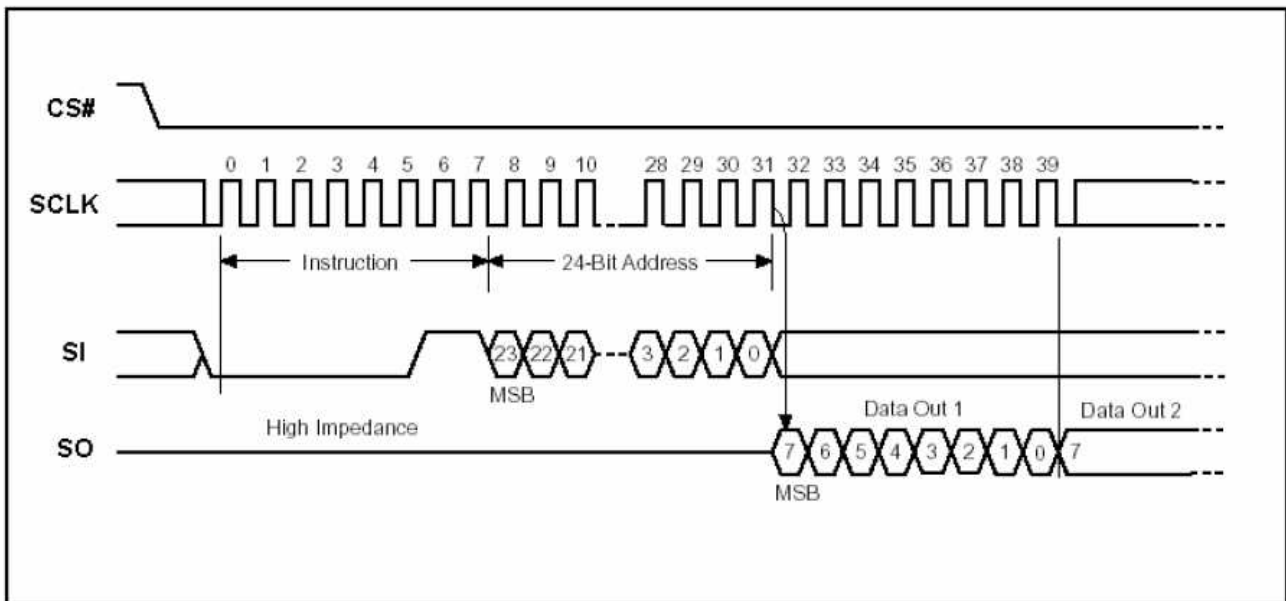 CS#
0 1 2 3 4 5 6 7 8 9 10 28 29 30 31 32 33 34 35 36 37 38 39
SCLK
Instruction 24-Bit Address
SI 23 22 21 3 2 1 0
MSB
High Impedance Data Out 1 Data Out 2
SO 7 6 5 4 3 2 1 0 7
MSB